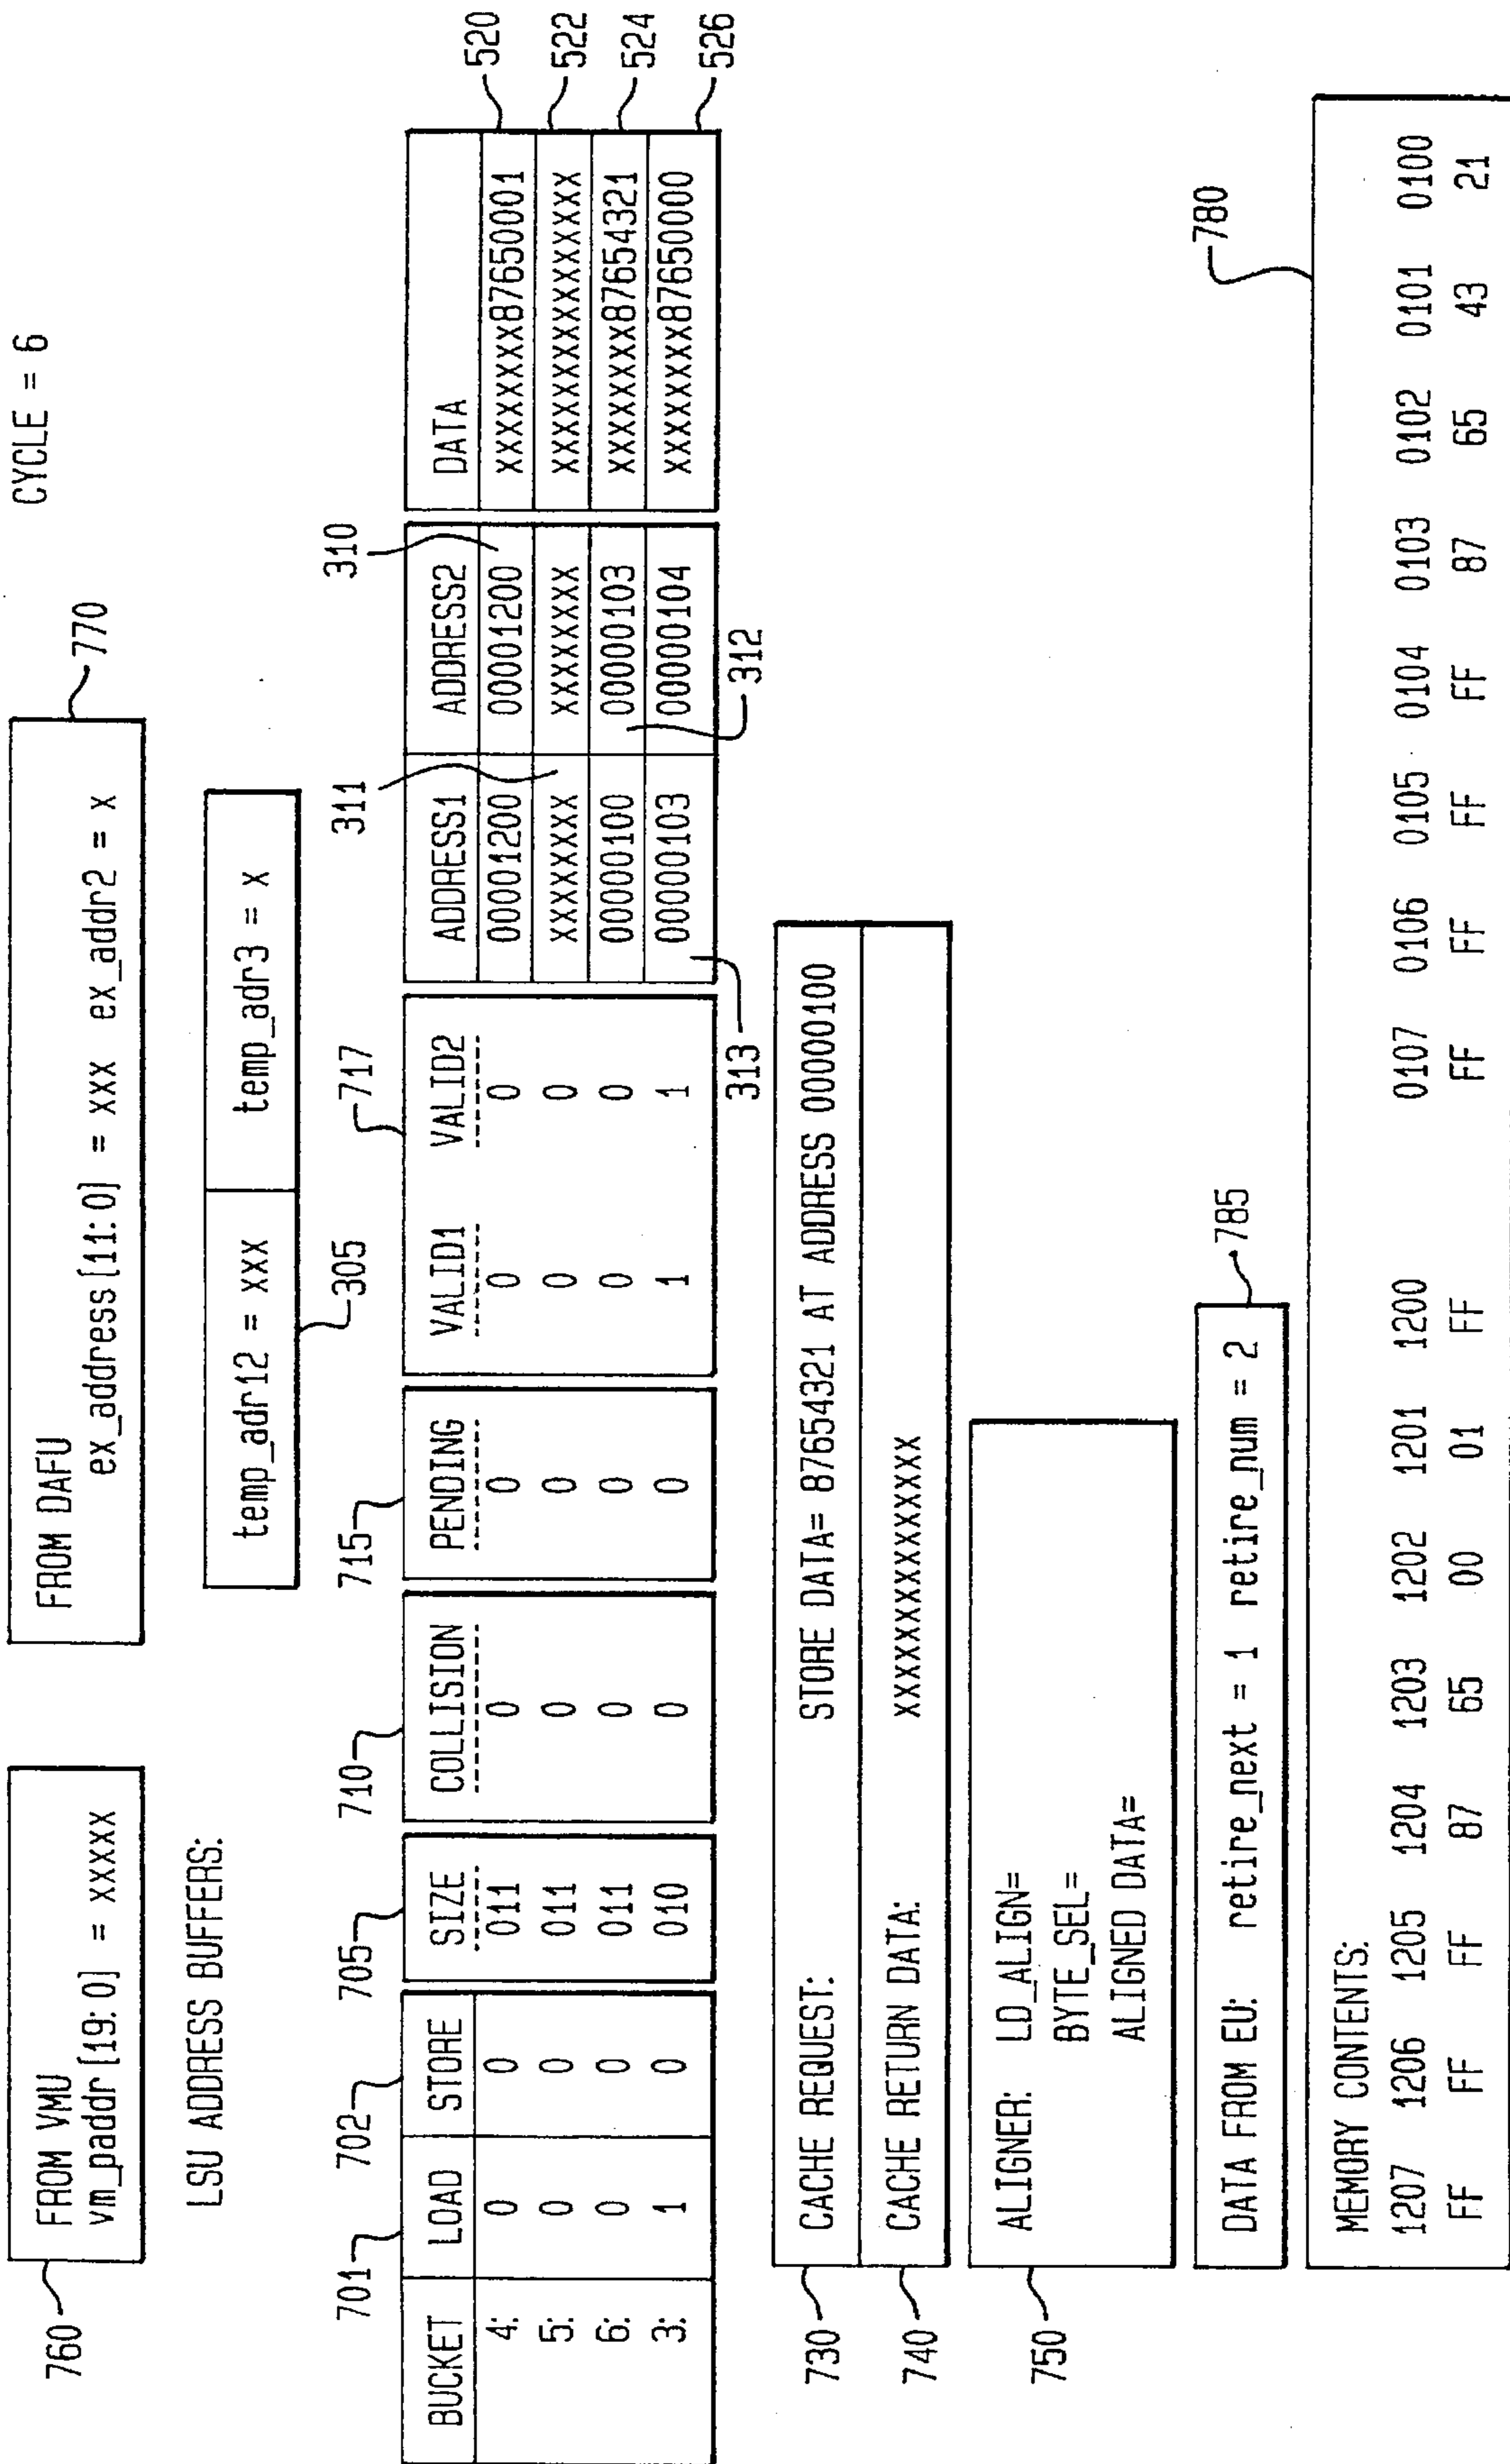 CYCLE = 6
FROM VMU
vm_paddr[19:0] = XXXXX
760
FROM DAFU
ex_address[11:0] = XXX ex_addr2 = X
770
LSU ADDRESS BUFFERS:
temp_adr12 = XXX temp_adr3 = X
305
701 702 705 710 715 717 311 310
BUCKET LOAD STORE SIZE COLLISION PENDING VALID1 VALID2 ADDRESS1 ADDRESS2 DATA
4: 0 0 011 0 0 0 0 00001200 00001200 XXXXXXXX87650001 520
5: 0 0 011 0 0 0 0 XXXXXXXX XXXXXXXX XXXXXXXXXXXXXXXX 522
6: 0 0 011 0 0 0 0 00000100 00000103 XXXXXXXX87654321 524
3: 1 0 010 0 0 1 1 00000103 00000104 XXXXXXXX87650000 526
313 312
730 CACHE REQUEST: STORE DATA= 87654321 AT ADDRESS 00000100
740 CACHE RETURN DATA: XXXXXXXXXXXXXXXX
750
ALIGNER: LD_ALIGN=
BYTE_SEL=
ALIGNED DATA=
DATA FROM EU: retire_next = 1 retire_num = 2
785
780
MEMORY CONTENTS:
1207 1206 1205 1204 1203 1202 1201 1200 0107 0106 0105 0104 0103 0102 0101 0100
FF FF FF 87 65 00 01 FF FF FF FF FF 87 65 43 21